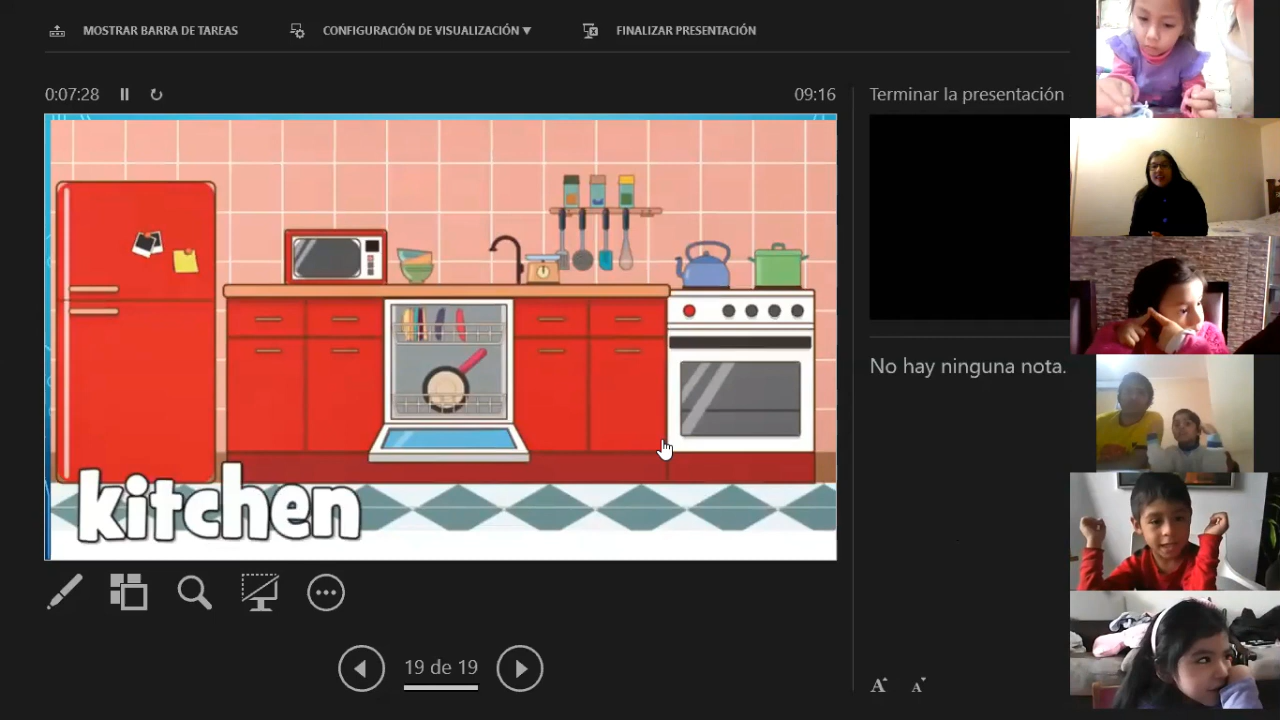 MOSTRAR BARRA DE TAREAS CONFIGURACIÓN DE VISUALIZACIÓN ▼ FINALIZAR PRESENTACIÓN
0:07:28 09:16 Terminar la presentación
No hay ninguna nota.
kitchen
19 de 19
A A